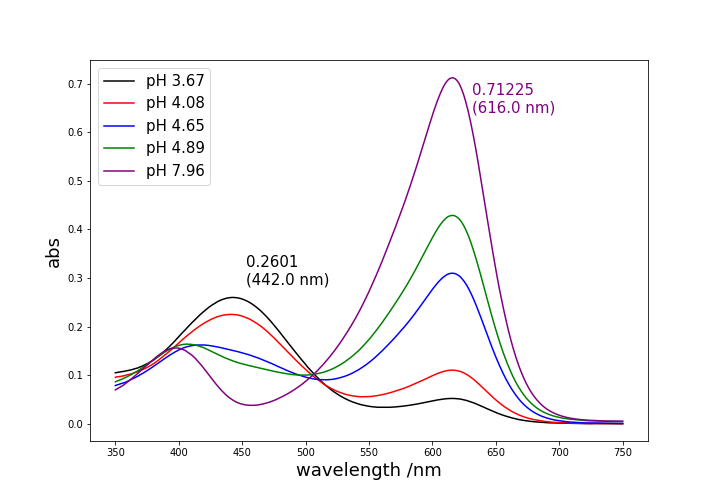 pH 3.67
pH 4.08
pH 4.65
pH 4.89
pH 7.96
0.71225
(616.0 nm)
0.2601
(442.0 nm)
abs
0.7
0.6
0.5
0.4
0.3
0.2
0.1
0.0
350 400 450 500 550 600 650 700 750
wavelength /nm